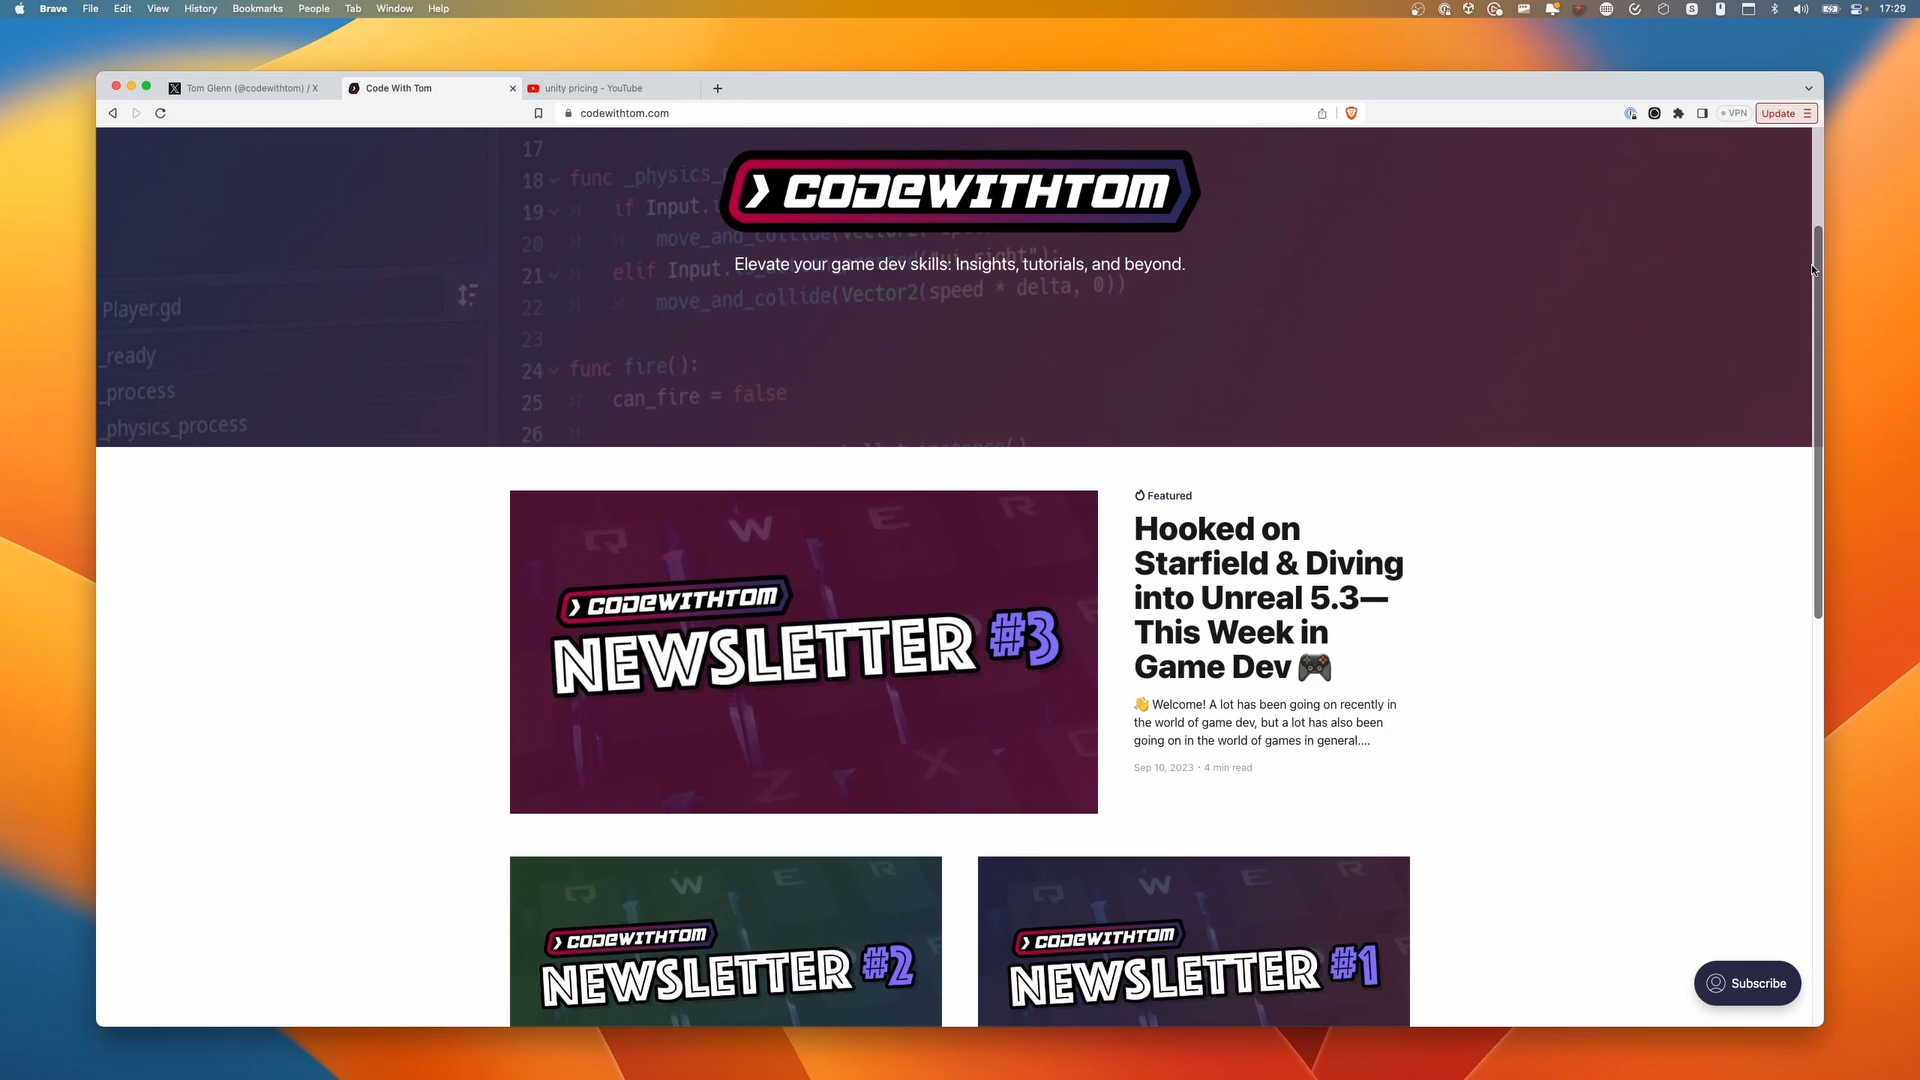 Brave File Edit View History Bookmarks People Tab Window Help 17:29
Tom Glenn (@codewithtom) / X Code With Tom unity pricing - YouTube
codewithtom.com VPN Update
17
18 func _physics_
CODEWITHTOM
19 if Input.
20 move_and_collide(Vector2(
Elevate your game dev skills: Insights, tutorials, and beyond.
21 elif Input.
22 move_and_collide(Vector2(speed * delta, 0))
Player.gd
23
_ready
24 func fire():
_process
25 can_fire = false
_physics_process
26
Featured
Hooked on
Starfield & Diving
into Unreal 5.3—
This Week in
Game Dev 🎮
👋 Welcome! A lot has been going on recently in
the world of game dev, but a lot has also been
going on in the world of games in general....
Sep 10, 2023 • 4 min read
Q W E R
CODEWITHTOM
NEWSLETTER #3
Z X C
Q W E R
CODEWITHTOM
NEWSLETTER #2
Q W E R
CODEWITHTOM
NEWSLETTER #1
Subscribe